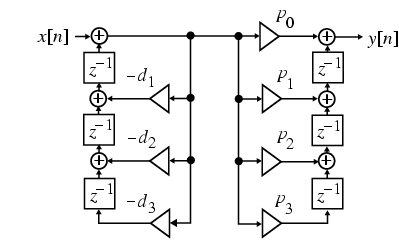 x[n] p₀ y[n]
z⁻¹ -d₁ p₁ z⁻¹
z⁻¹ -d₂ p₂ z⁻¹
z⁻¹ -d₃ p₃ z⁻¹